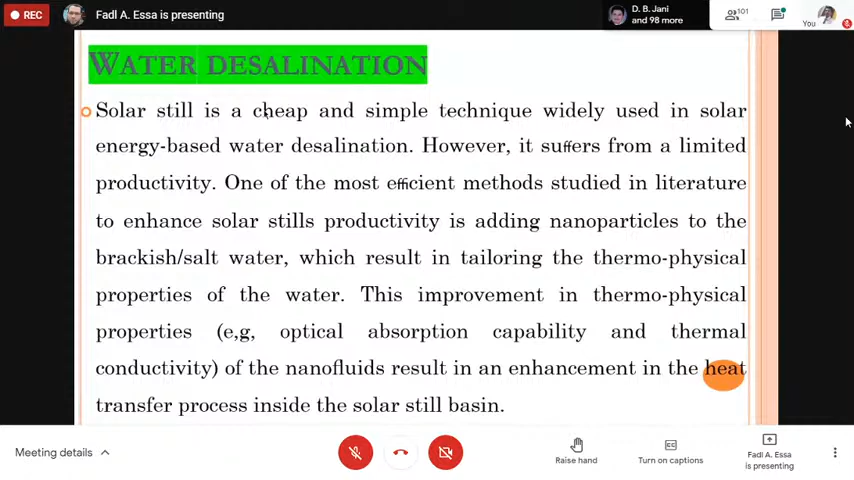 REC
Fadl A. Essa is presenting
D. B. Jani
and 98 more
101
You
WATER DESALINATION
Solar still is a cheap and simple technique widely used in solar
energy-based water desalination. However, it suffers from a limited
productivity. One of the most efficient methods studied in literature
to enhance solar stills productivity is adding nanoparticles to the
brackish/salt water, which result in tailoring the thermo-physical
properties of the water. This improvement in thermo-physical
properties (e,g, optical absorption capability and thermal
conductivity) of the nanofluids result in an enhancement in the heat
transfer process inside the solar still basin.
Meeting details
Raise hand
Turn on captions
Fadl A. Essa
is presenting